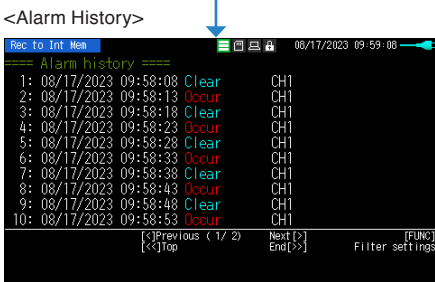 <Alarm History>
Rec to Int Mem 08/17/2023 09:59:08
==== Alarm history ====
1: 08/17/2023 09:58:08 Clear CH1
2: 08/17/2023 09:58:13 Occur CH1
3: 08/17/2023 09:58:18 Clear CH1
4: 08/17/2023 09:58:23 Occur CH1
5: 08/17/2023 09:58:28 Clear CH1
6: 08/17/2023 09:58:33 Occur CH1
7: 08/17/2023 09:58:38 Clear CH1
8: 08/17/2023 09:58:43 Occur CH1
9: 08/17/2023 09:58:48 Clear CH1
10: 08/17/2023 09:58:53 Occur CH1
[<]Previous ( 1/ 2) Next[>] [FUNC]
[<<]Top End[>>] Filter settings